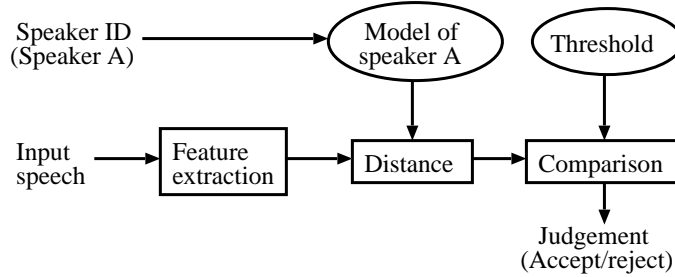 Speaker ID
(Speaker A)
Model of
speaker A
Threshold
Input
speech
Feature
extraction
Distance
Comparison
Judgement
(Accept/reject)